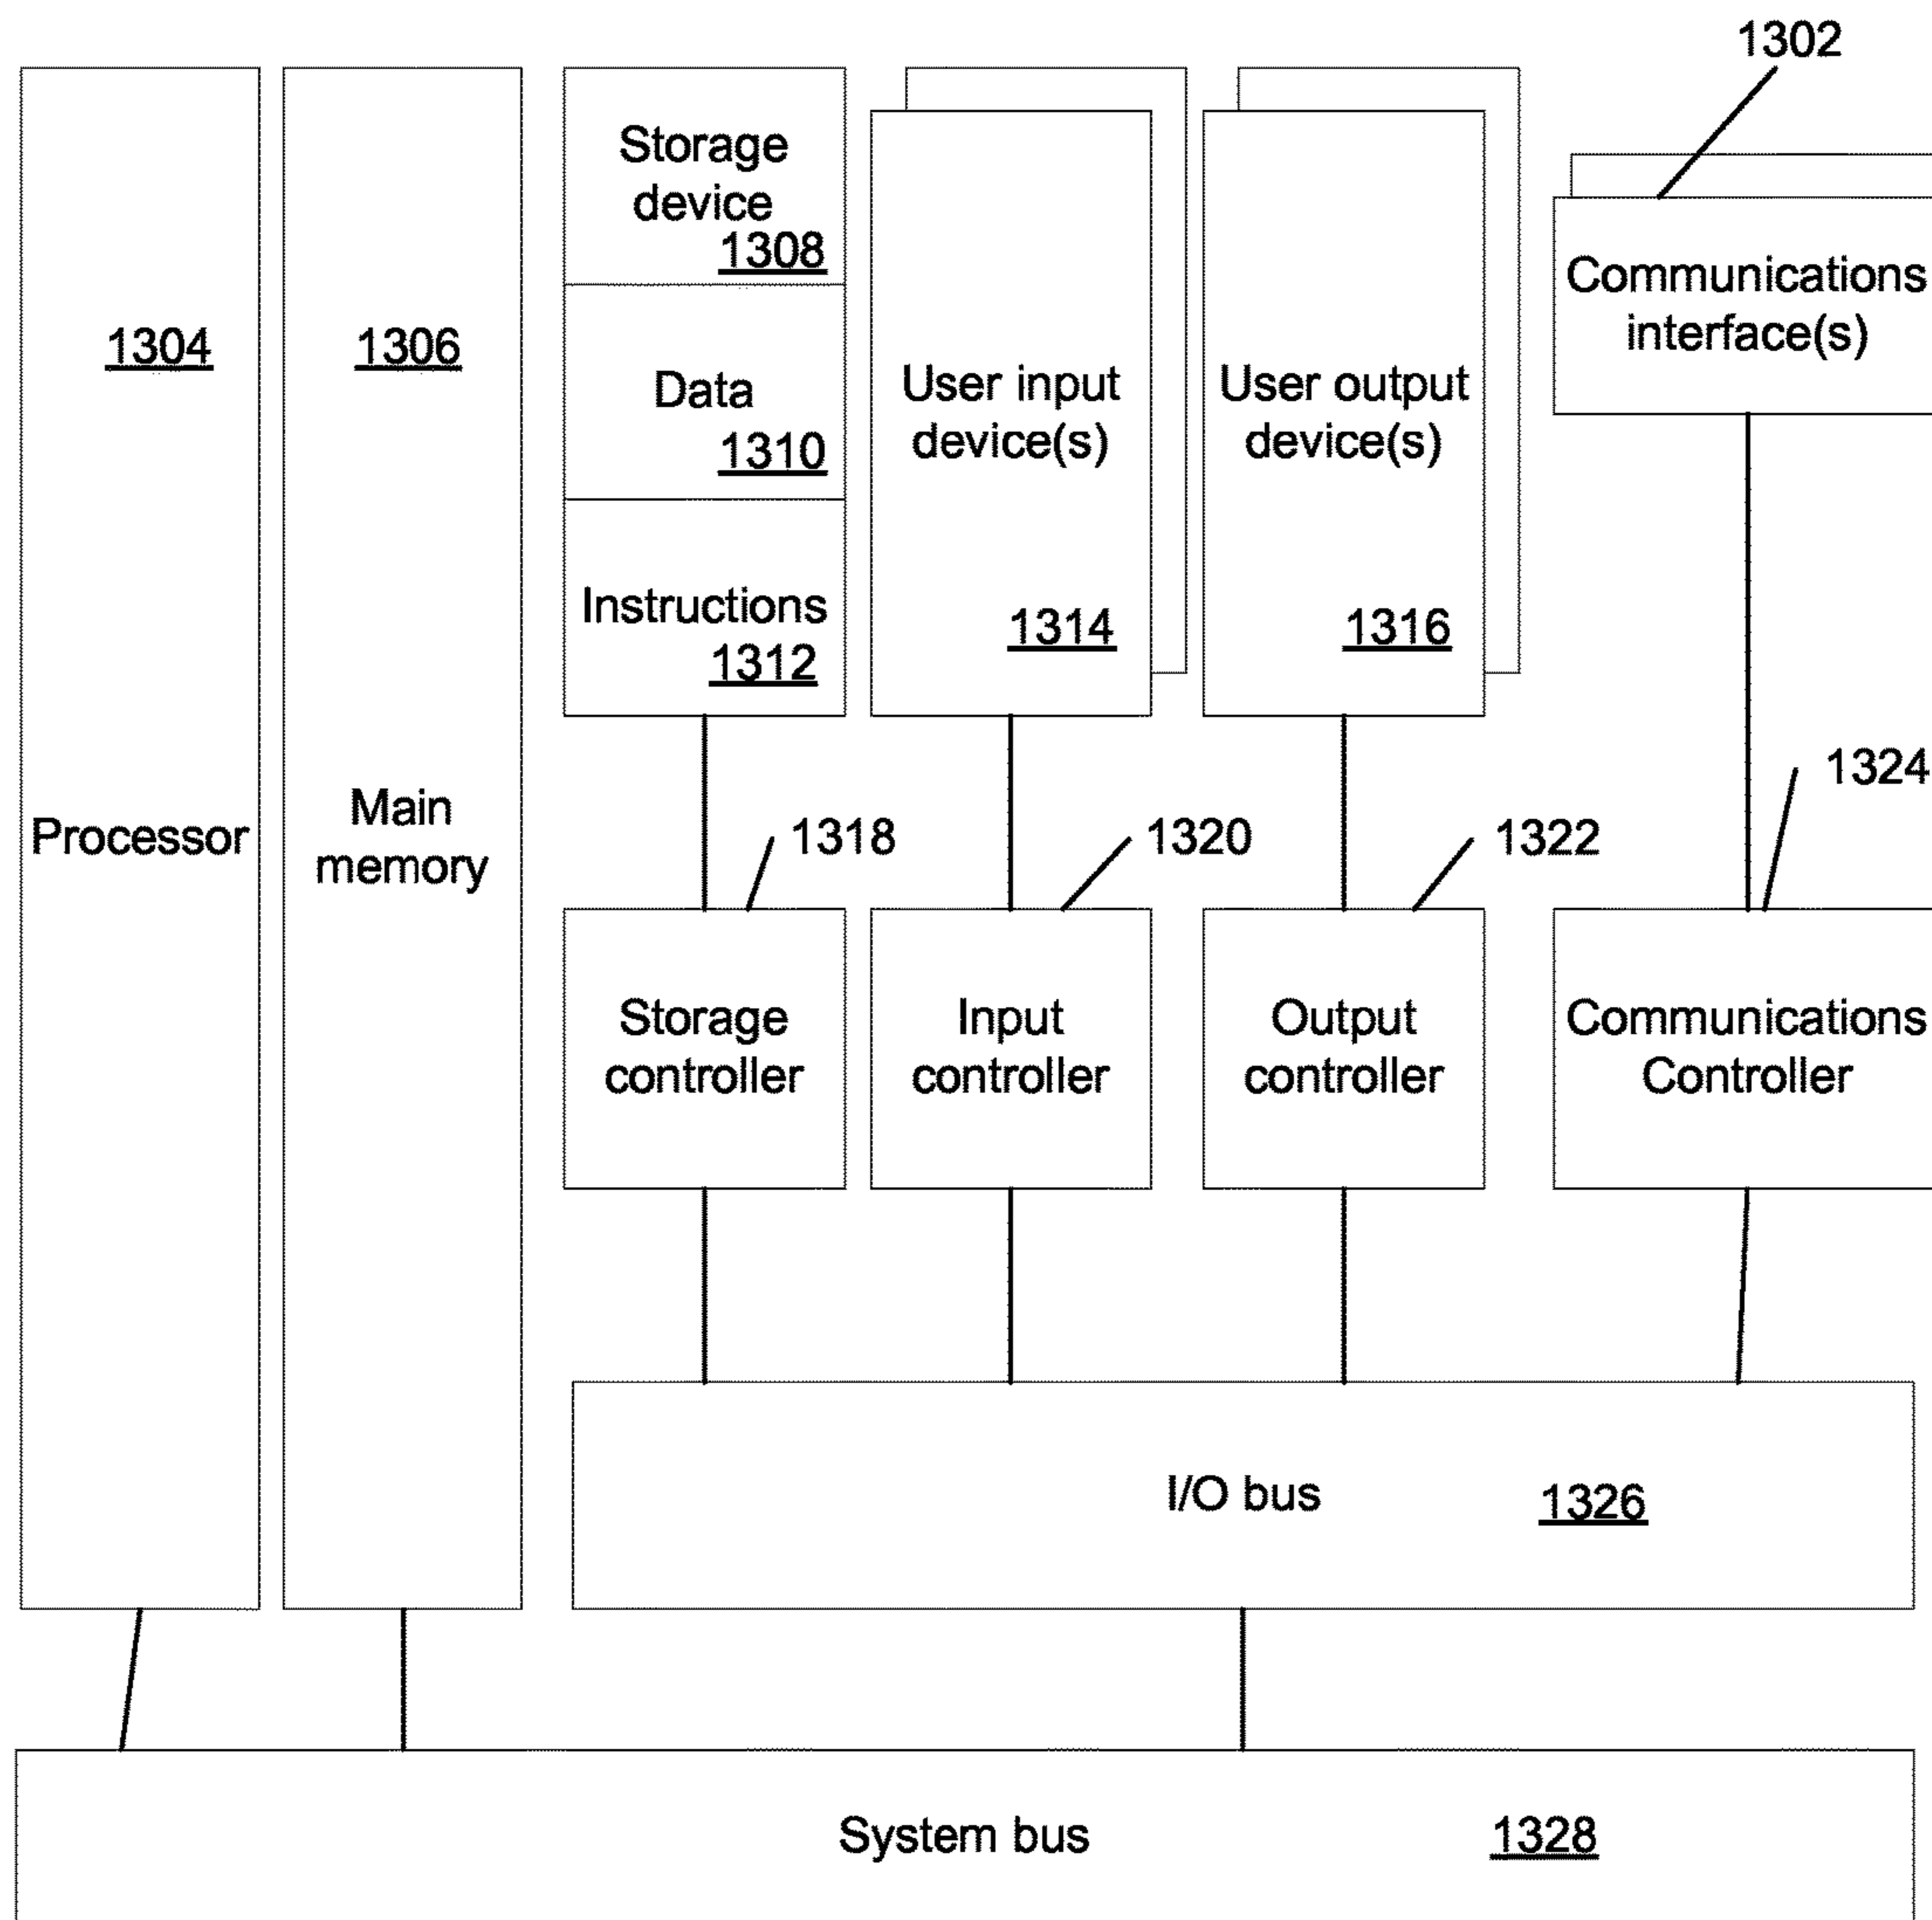 1302
Storage
device
1308
Communications
interface(s)
1304
1306
Data
1310
User input
device(s)
User output
device(s)
Instructions
1312
1314
1316
1324
Processor
Main
memory
1318
1320
1322
Storage
controller
Input
controller
Output
controller
Communications
Controller
I/O bus
1326
System bus
1328